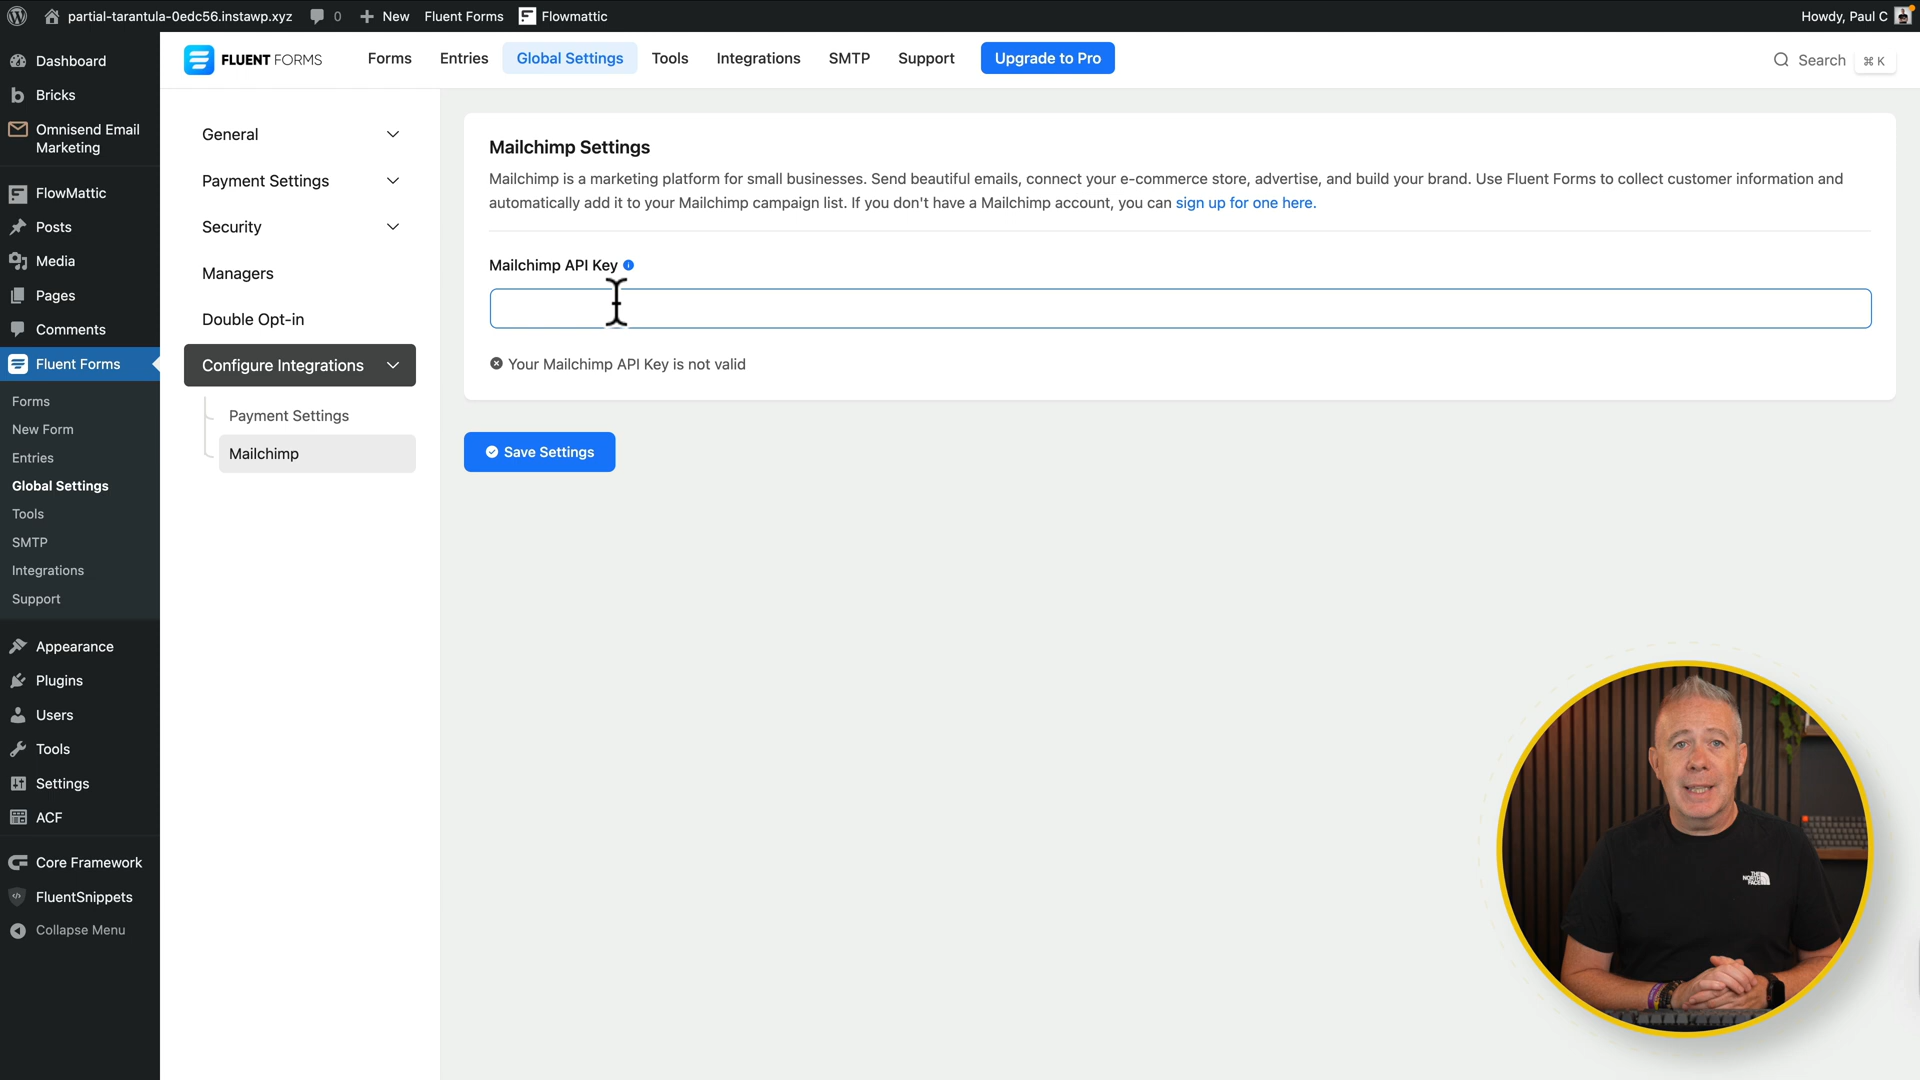 partial-tarantula-0edc56.instawp.xyz
0
New
Fluent Forms
Flowmattic
Howdy, Paul C
Dashboard
Bricks
Omnisend Email
Marketing
FlowMattic
Posts
Media
Pages
Comments
Fluent Forms
Forms
New Form
Entries
Global Settings
Tools
SMTP
Integrations
Support
Appearance
Plugins
Users
Tools
Settings
ACF
Core Framework
FluentSnippets
Collapse Menu
FLUENT FORMS
Forms
Entries
Global Settings
Tools
Integrations
SMTP
Support
Upgrade to Pro
Search
⌘ K
General
Payment Settings
Security
Managers
Double Opt-in
Configure Integrations
Payment Settings
Mailchimp
Mailchimp Settings
Mailchimp is a marketing platform for small businesses. Send beautiful emails, connect your e-commerce store, advertise, and build your brand. Use Fluent Forms to collect customer information and
automatically add it to your Mailchimp campaign list. If you don't have a Mailchimp account, you can sign up for one here.
Mailchimp API Key
Your Mailchimp API Key is not valid
Save Settings
THE
NORTH
FACE